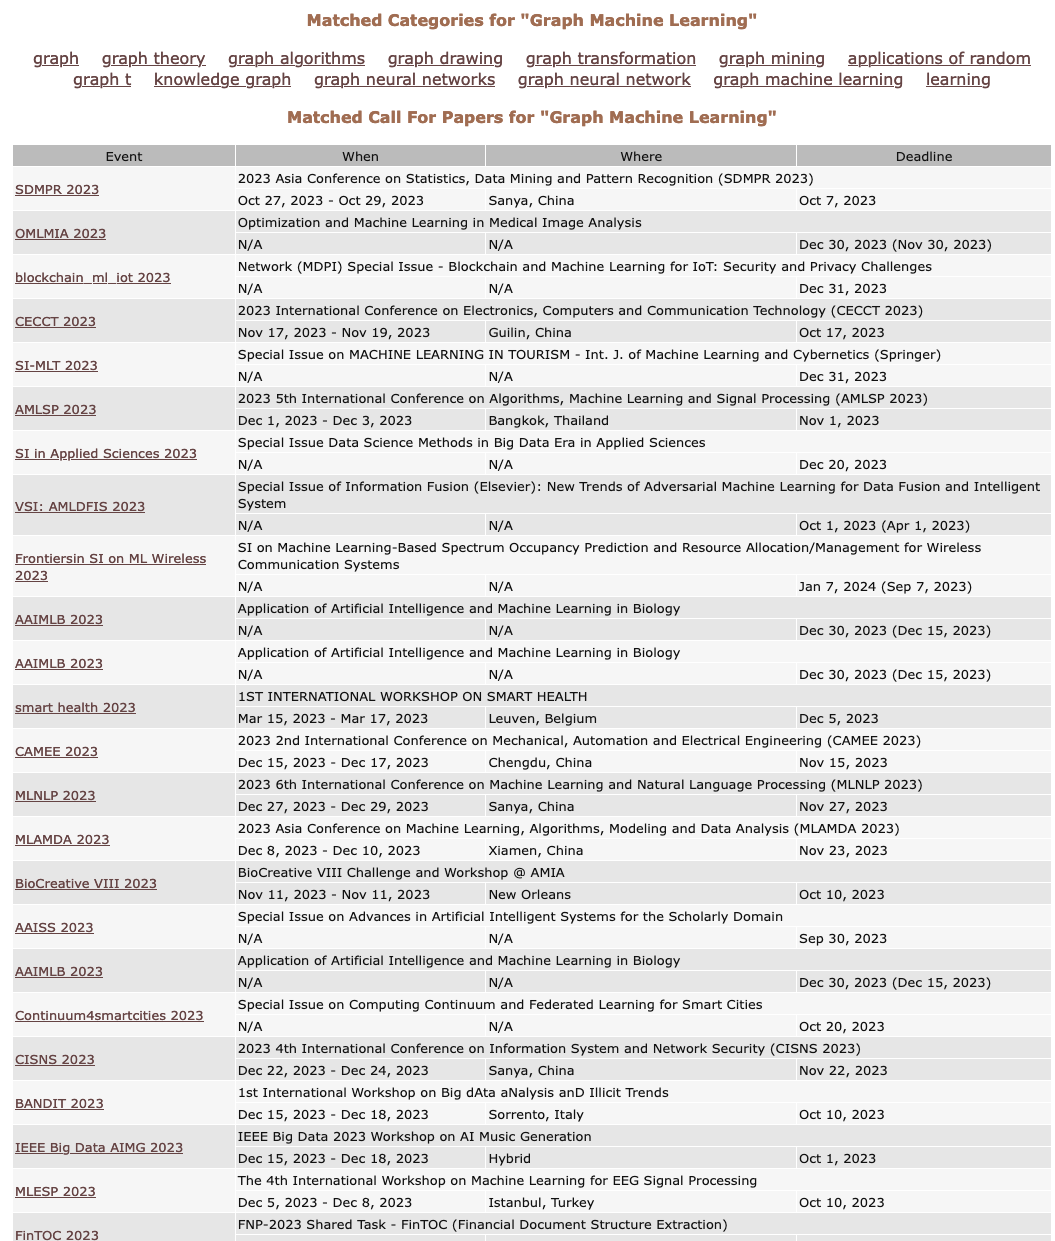 Matched Categories for "Graph Machine Learning"
graph graph theory graph algorithms graph drawing graph transformation graph mining applications of random
graph t knowledge graph graph neural networks graph neural network graph machine learning learning
Matched Call For Papers for "Graph Machine Learning"
Event When Where Deadline
SDMPR 2023
2023 Asia Conference on Statistics, Data Mining and Pattern Recognition (SDMPR 2023)
Oct 27, 2023 - Oct 29, 2023 Sanya, China Oct 7, 2023
OMLMIA 2023
Optimization and Machine Learning in Medical Image Analysis
N/A N/A Dec 30, 2023 (Nov 30, 2023)
blockchain_ml_iot 2023
Network (MDPI) Special Issue - Blockchain and Machine Learning for IoT: Security and Privacy Challenges
N/A N/A Dec 31, 2023
CECCT 2023
2023 International Conference on Electronics, Computers and Communication Technology (CECCT 2023)
Nov 17, 2023 - Nov 19, 2023 Guilin, China Oct 17, 2023
SI-MLT 2023
Special Issue on MACHINE LEARNING IN TOURISM - Int. J. of Machine Learning and Cybernetics (Springer)
N/A N/A Dec 31, 2023
AMLSP 2023
2023 5th International Conference on Algorithms, Machine Learning and Signal Processing (AMLSP 2023)
Dec 1, 2023 - Dec 3, 2023 Bangkok, Thailand Nov 1, 2023
SI in Applied Sciences 2023
Special Issue Data Science Methods in Big Data Era in Applied Sciences
N/A N/A Dec 20, 2023
VSI: AMLDFIS 2023
Special Issue of Information Fusion (Elsevier): New Trends of Adversarial Machine Learning for Data Fusion and Intelligent
System
N/A N/A Oct 1, 2023 (Apr 1, 2023)
Frontiersin SI on ML Wireless
2023
SI on Machine Learning-Based Spectrum Occupancy Prediction and Resource Allocation/Management for Wireless
Communication Systems
N/A N/A Jan 7, 2024 (Sep 7, 2023)
AAIMLB 2023
Application of Artificial Intelligence and Machine Learning in Biology
N/A N/A Dec 30, 2023 (Dec 15, 2023)
AAIMLB 2023
Application of Artificial Intelligence and Machine Learning in Biology
N/A N/A Dec 30, 2023 (Dec 15, 2023)
smart health 2023
1ST INTERNATIONAL WORKSHOP ON SMART HEALTH
Mar 15, 2023 - Mar 17, 2023 Leuven, Belgium Dec 5, 2023
CAMEE 2023
2023 2nd International Conference on Mechanical, Automation and Electrical Engineering (CAMEE 2023)
Dec 15, 2023 - Dec 17, 2023 Chengdu, China Nov 15, 2023
MLNLP 2023
2023 6th International Conference on Machine Learning and Natural Language Processing (MLNLP 2023)
Dec 27, 2023 - Dec 29, 2023 Sanya, China Nov 27, 2023
MLAMDA 2023
2023 Asia Conference on Machine Learning, Algorithms, Modeling and Data Analysis (MLAMDA 2023)
Dec 8, 2023 - Dec 10, 2023 Xiamen, China Nov 23, 2023
BioCreative VIII 2023
BioCreative VIII Challenge and Workshop @ AMIA
Nov 11, 2023 - Nov 11, 2023 New Orleans Oct 10, 2023
AAISS 2023
Special Issue on Advances in Artificial Intelligent Systems for the Scholarly Domain
N/A N/A Sep 30, 2023
AAIMLB 2023
Application of Artificial Intelligence and Machine Learning in Biology
N/A N/A Dec 30, 2023 (Dec 15, 2023)
Continuum4smartcities 2023
Special Issue on Computing Continuum and Federated Learning for Smart Cities
N/A N/A Oct 20, 2023
CISNS 2023
2023 4th International Conference on Information System and Network Security (CISNS 2023)
Dec 22, 2023 - Dec 24, 2023 Sanya, China Nov 22, 2023
BANDIT 2023
1st International Workshop on Big dAta aNalysis anD Illicit Trends
Dec 15, 2023 - Dec 18, 2023 Sorrento, Italy Oct 10, 2023
IEEE Big Data AIMG 2023
IEEE Big Data 2023 Workshop on AI Music Generation
Dec 15, 2023 - Dec 18, 2023 Hybrid Oct 1, 2023
MLESP 2023
The 4th International Workshop on Machine Learning for EEG Signal Processing
Dec 5, 2023 - Dec 8, 2023 Istanbul, Turkey Oct 10, 2023
FinTOC 2023
FNP-2023 Shared Task - FinTOC (Financial Document Structure Extraction)